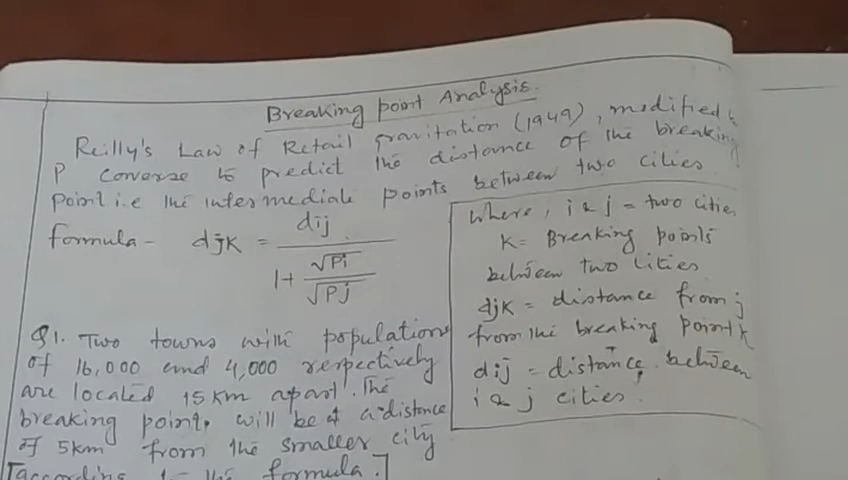 Breaking point Analysis.
Reilly's Law of Retail gravitation (1949), modified by
P Converse to predict the distance of the breaking
point i.e the intermediate points between two cities.
formula - djk = dij / 1 + √Pi / √Pj
Where, i & j = two cities
K = Breaking points
between two cities
djk = distance from j
from the breaking point k
dij = distance between
i & j cities.
Q1. Two towns with populations
of 16,000 and 4,000 respectively
are located 15 Km apart. The
breaking point, will be at a distance
of 5km from the smaller city
[according to the formula.]